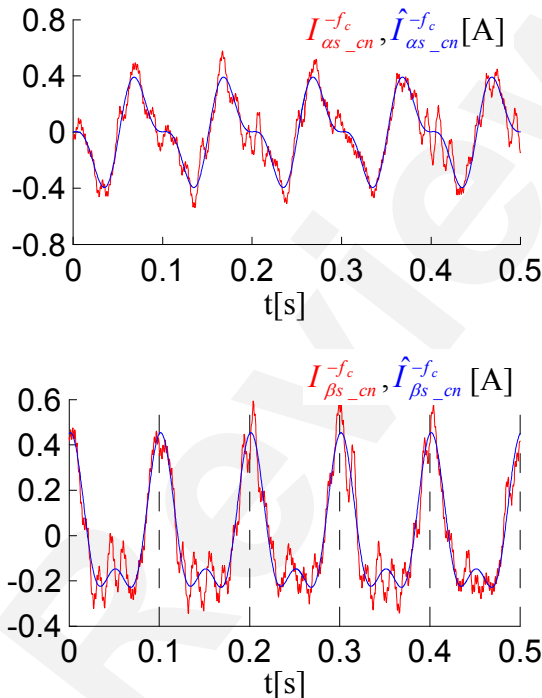 I_{αs_cn}^{-f_c}, Î_{αs_cn}^{-f_c}[A]
0.8
0.4
0
-0.4
-0.8
0 0.1 0.2 0.3 0.4 0.5
t[s]
I_{βs_cn}^{-f_c}, Î_{βs_cn}^{-f_c}[A]
0.6
0.4
0.2
0
-0.2
-0.4
0 0.1 0.2 0.3 0.4 0.5
t[s]
Review